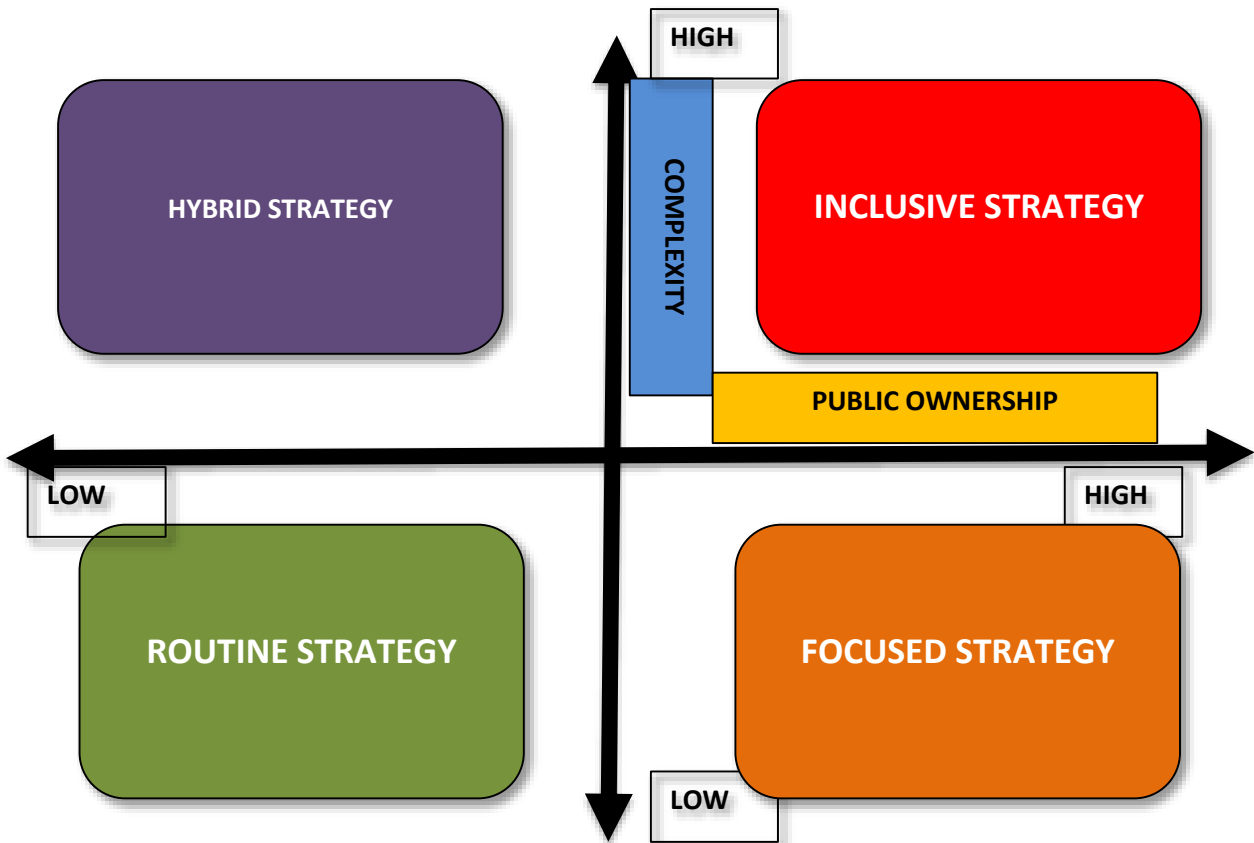 HIGH
HYBRID STRATEGY
COMPLEXITY
INCLUSIVE STRATEGY
PUBLIC OWNERSHIP
LOW
HIGH
ROUTINE STRATEGY
FOCUSED STRATEGY
LOW